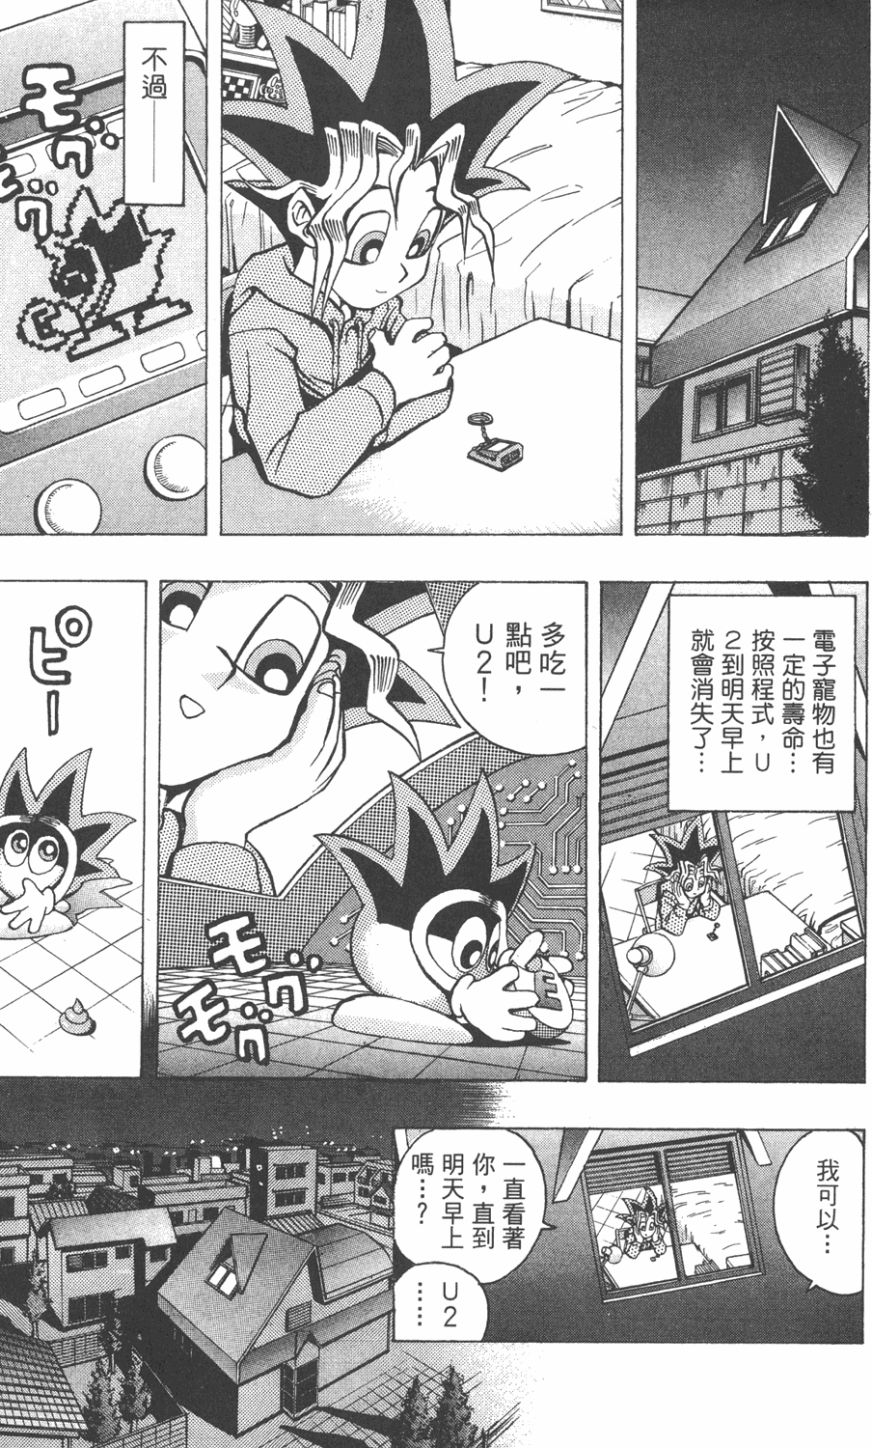 不過——
モグ
モグ
電子寵物也有
一定的壽命…
按照程式，U
2到明天早上
就會消失了…
多吃一
點吧，
U2！
モグ
モグ
ピー
我可以…
一直看著
你，直到
明天早上
嗎…？
U2
……